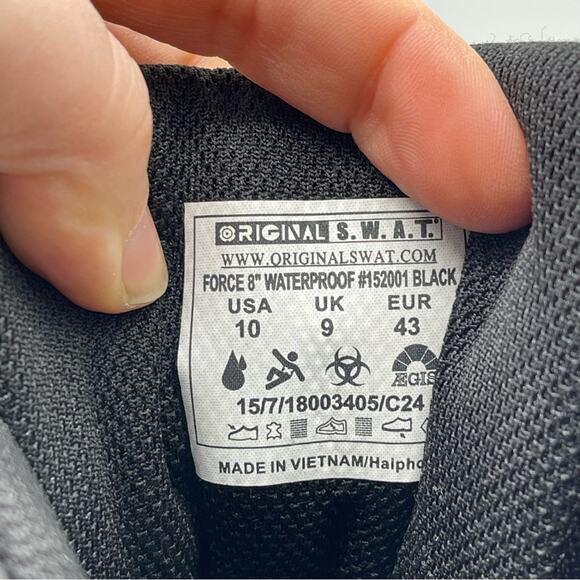 ORIGINAL S.W.A.T.®
WWW.ORIGINALSWAT.COM
FORCE 8" WATERPROOF #152001 BLACK
USA UK EUR
10 9 43
ÆGIS
15/7/18003405/C24
MADE IN VIETNAM/Haipho